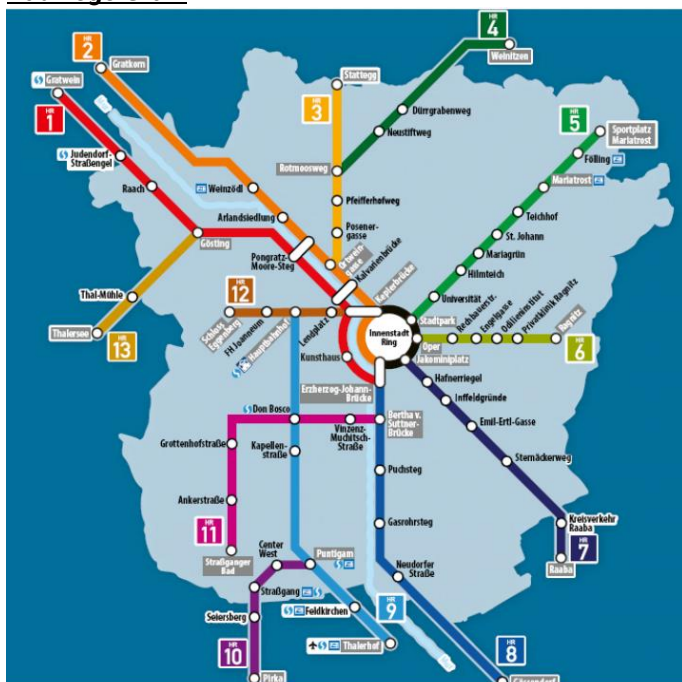 HR
2
Gratkorn
HR
4
Weinitzen
Gratwein
HR
1
Stattegg
HR
3
Dürrgrabenweg
Neustiftweg
HR
5
Sportplatz
Mariatrost
Fölling
Judendorf-
Straßengel
Raach
Weinzödl
Rotmoosweg
Mariatrost
Pfeifferhofweg
Arlandsiedlung
Teichhof
Gösting
Posener-
gasse
St. Johann
Pongratz-
Moore-Steg
Kalvarienbrücke
Mariagrün
Hilmteich
Keplerbrücke
Universität
Thal-Mühle
HR
12
Thalersee
HR
13
Schloss
Eggenberg
FH Joanneum
Hauptbahnhof
Lendplatz
Kunsthaus
Innenstadt
Ring
Stadtpark
Oper
Jakominiplatz
Rechbauerstr.
Engelgasse
Odilieninstitut
Privatklinik Ragnitz
Ragnitz
HR
6
Erzherzog-Johann-
Brücke
Hafnerriegel
Inffeldgründe
Emil-Ertl-Gasse
Sternäckerweg
Don Bosco
Bertha v.
Suttner-
Brücke
Vinzenz-
Muchitsch-
Straße
Grottenhofstraße
Kapellen-
straße
Puchsteg
Ankerstraße
HR
11
Straßganger
Bad
Gasrohrsteg
Kreisverkehr
Raaba
HR
7
Raaba
Center
West
Puntigam
Neudorfer
Straße
Straßgang
Feldkirchen
HR
9
Seiersberg
HR
10
Thalerhof
HR
8
Pirka